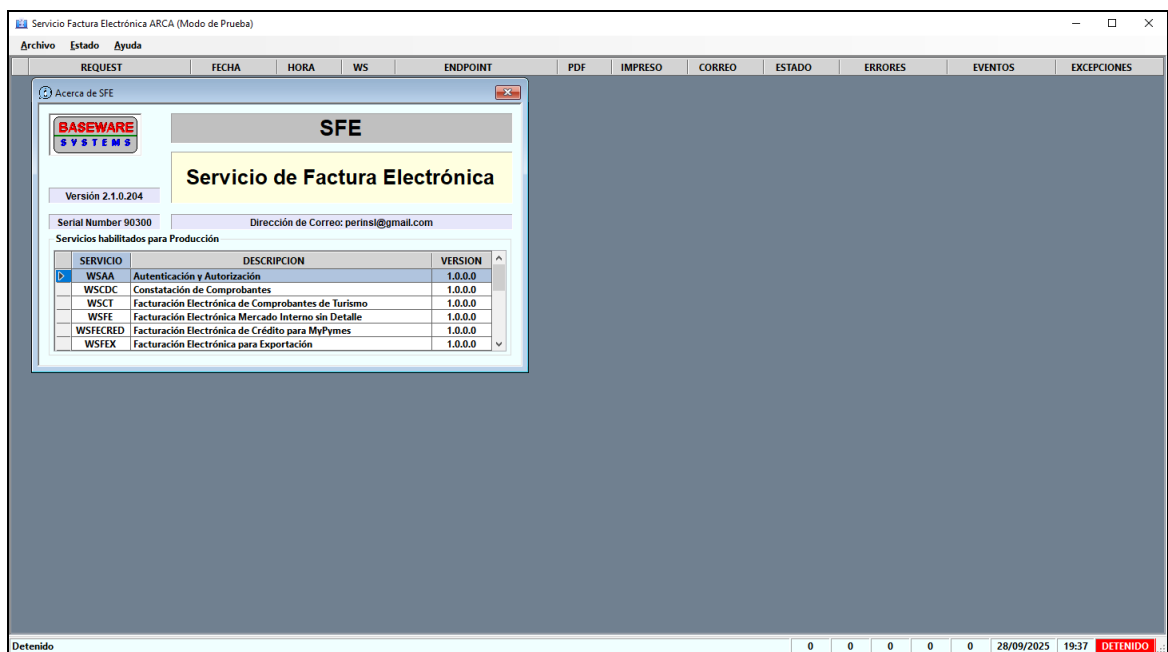 Servicio Factura Electrónica ARCA (Modo de Prueba)
Archivo Estado Ayuda
REQUEST FECHA HORA WS ENDPOINT PDF IMPRESO CORREO ESTADO ERRORES EVENTOS EXCEPCIONES
Acerca de SFE
BASEWARE
SYSTEMS
SFE
Servicio de Factura Electrónica
Versión 2.1.0.204
Serial Number 90300 Dirección de Correo: perinsl@gmail.com
Servicios habilitados para Producción
SERVICIO DESCRIPCION VERSION
WSAA Autenticación y Autorización 1.0.0.0
WSCDC Constatación de Comprobantes 1.0.0.0
WSCT Facturación Electrónica de Comprobantes de Turismo 1.0.0.0
WSFE Facturación Electrónica Mercado Interno sin Detalle 1.0.0.0
WSFECRED Facturación Electrónica de Crédito para MyPymes 1.0.0.0
WSFEX Facturación Electrónica para Exportación 1.0.0.0
Detenido 0 0 0 0 0 28/09/2025 19:37 DETENIDO